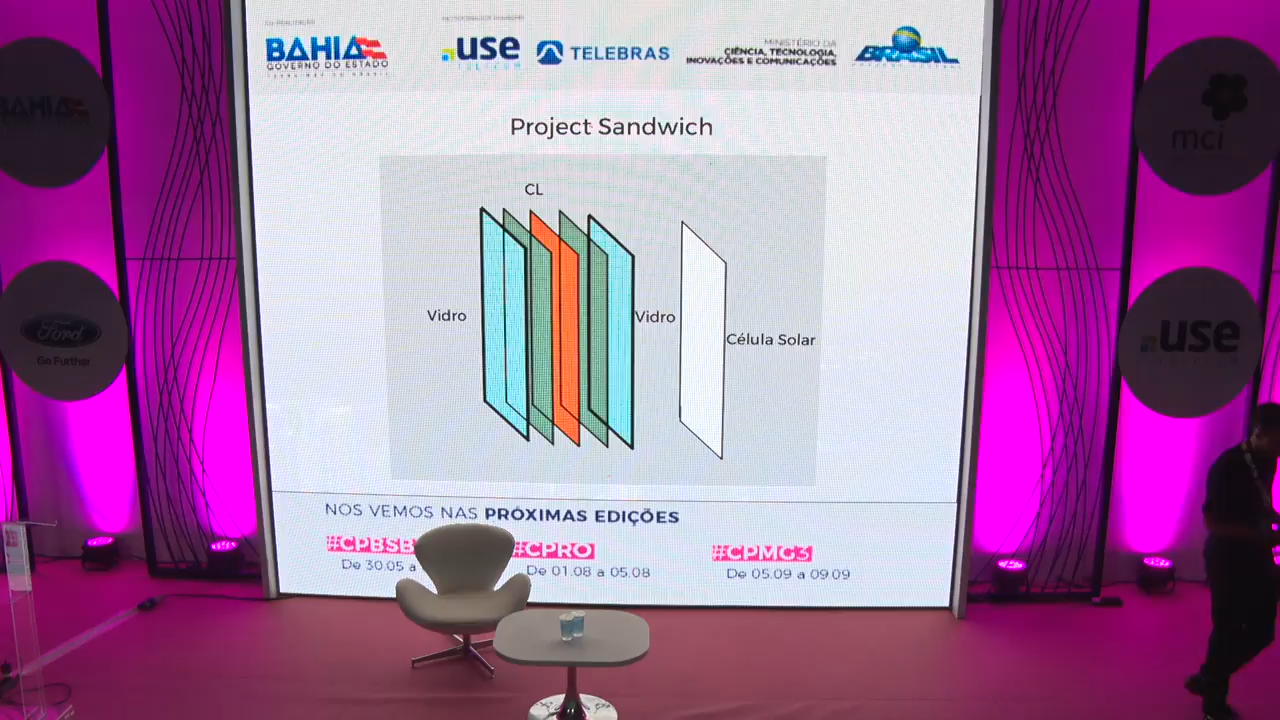 BAHIA
GOVERNO DO ESTADO
use
TELEBRAS
MINISTÉRIO DA
CIÊNCIA, TECNOLOGIA,
INOVAÇÕES E COMUNICAÇÕES
BRASIL
Project Sandwich
CL
Vidro
Vidro
Célula Solar
NOS VEMOS NAS PRÓXIMAS EDIÇÕES
#CPBSB
De 30.05 a
#CPRO
De 01.08 a 05.08
#CPMG3
De 05.09 a 09.09
BAHIA
Ford
Go Further
mci
use